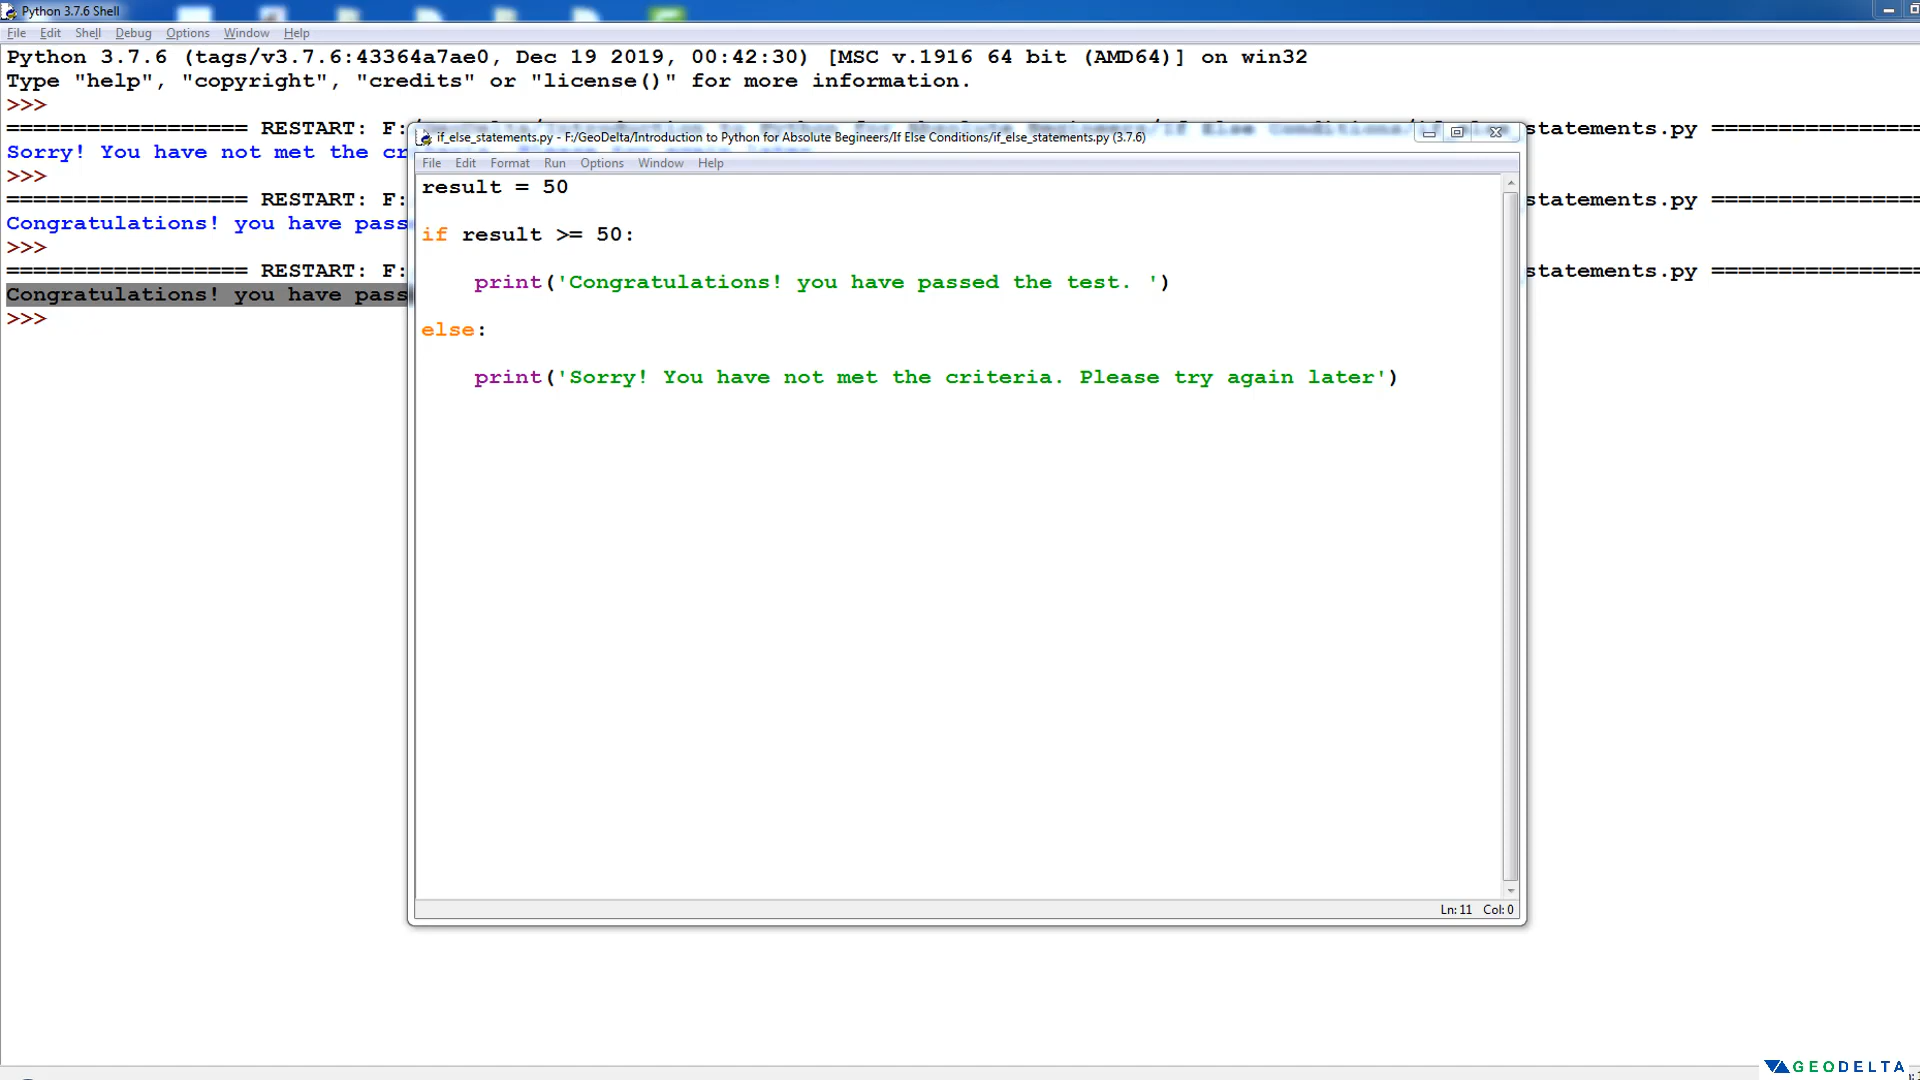 Python 3.7.6 Shell
File Edit Shell Debug Options Window Help
Python 3.7.6 (tags/v3.7.6:43364a7ae0, Dec 19 2019, 00:42:30) [MSC v.1916 64 bit (AMD64)] on win32
Type "help", "copyright", "credits" or "license()" for more information.
>>>
================== RESTART: F: statements.py ================
Sorry! You have not met the cr
>>>
================== RESTART: F: statements.py ================
Congratulations! you have pass
>>>
================== RESTART: F: statements.py ================
Congratulations! you have pass
>>>
if_else_statements.py - F:/GeoDelta/Introduction to Python for Absolute Begineers/If Else Conditions/if_else_statements.py (3.7.6)
File Edit Format Run Options Window Help
result = 50
if result >= 50:
print('Congratulations! you have passed the test. ')
else:
print('Sorry! You have not met the criteria. Please try again later')
Ln: 11 Col: 0
GEODELTA